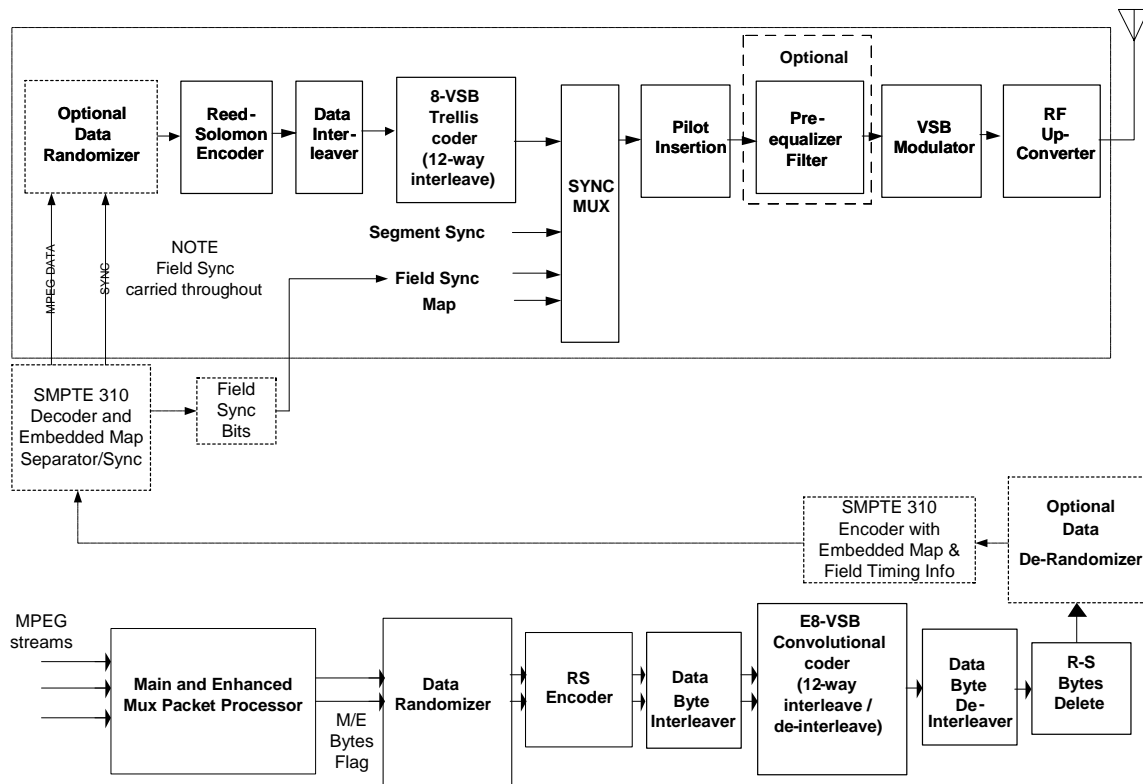 Optional
Data
Randomizer
Reed-
Solomon
Encoder
Data
Inter-
leaver
8-VSB
Trellis
coder
(12-way
interleave)
SYNC
MUX
Pilot
Insertion
Optional
Pre-
equalizer
Filter
VSB
Modulator
RF
Up-
Converter
Segment Sync
Field Sync
Map
MPEG DATA
SYNC
NOTE
Field Sync
carried throughout
SMPTE 310
Decoder and
Embedded Map
Separator/Sync
Field
Sync
Bits
SMPTE 310
Encoder with
Embedded Map &
Field Timing Info
Optional
Data
De-Randomizer
MPEG
streams
Main and Enhanced
Mux Packet Processor
M/E
Bytes
Flag
Data
Randomizer
RS
Encoder
Data
Byte
Interleaver
E8-VSB
Convolutional
coder
(12-way
interleave /
de-interleave)
Data
Byte
De-
Interleaver
R-S
Bytes
Delete